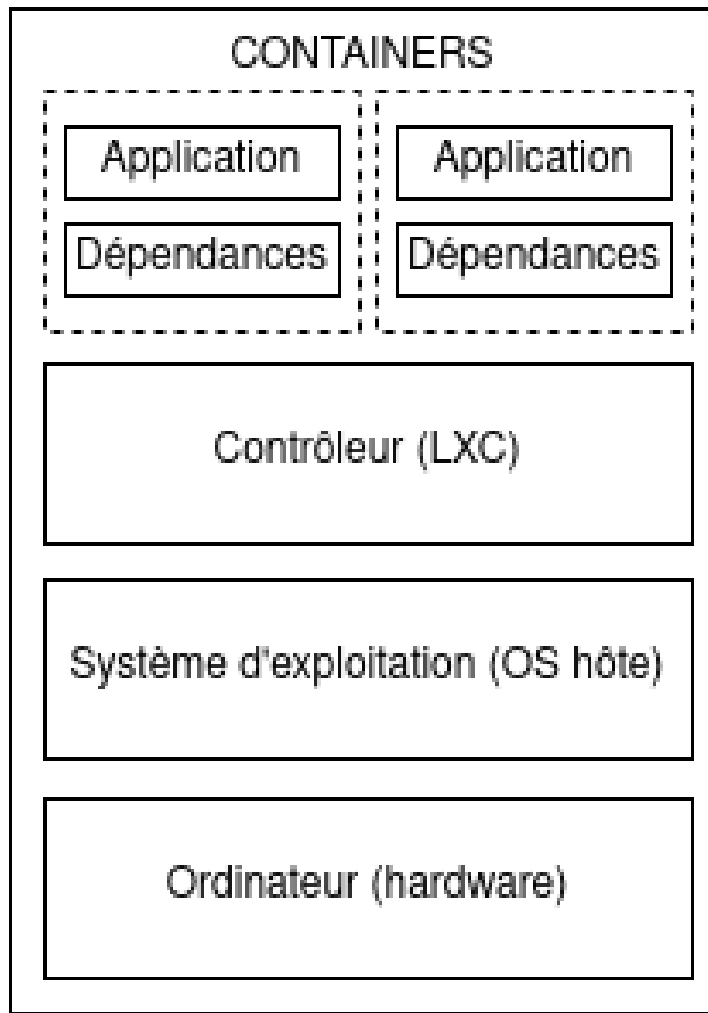 CONTAINERS
Application
Application
Dépendances
Dépendances
Contrôleur (LXC)
Système d'exploitation (OS hôte)
Ordinateur (hardware)